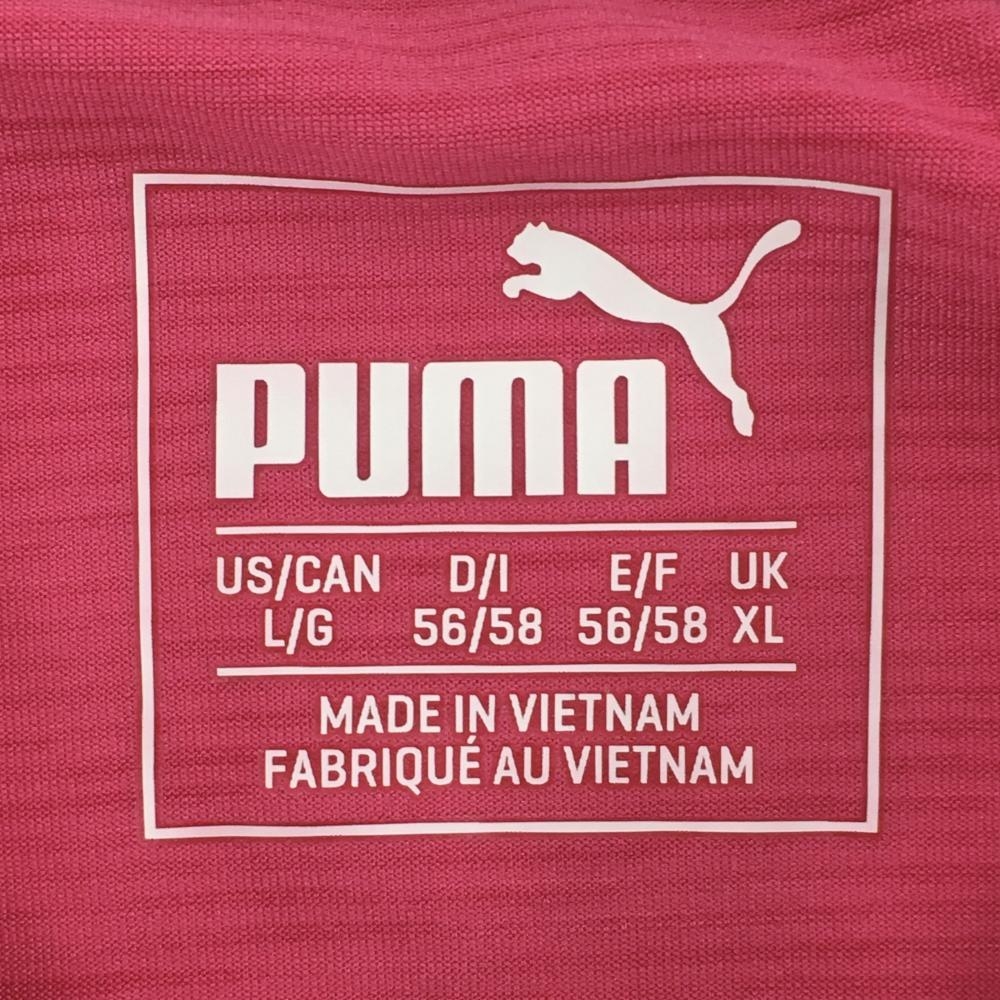 PUMA
US/CAN D/I E/F UK
L/G 56/58 56/58 XL
MADE IN VIETNAM
FABRIQUÉ AU VIETNAM